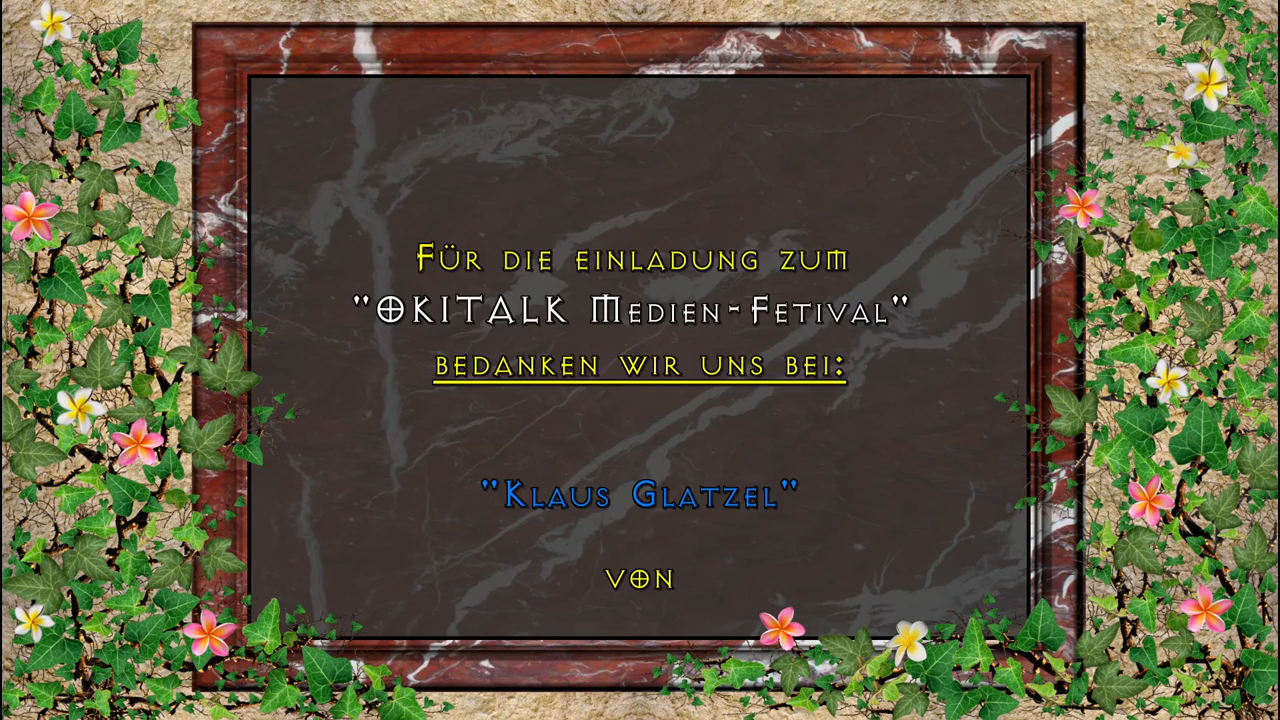 Für die einladung zum
"OKITALK Medien-Fetival"
bedanken wir uns bei:
"Klaus Glatzel"
von